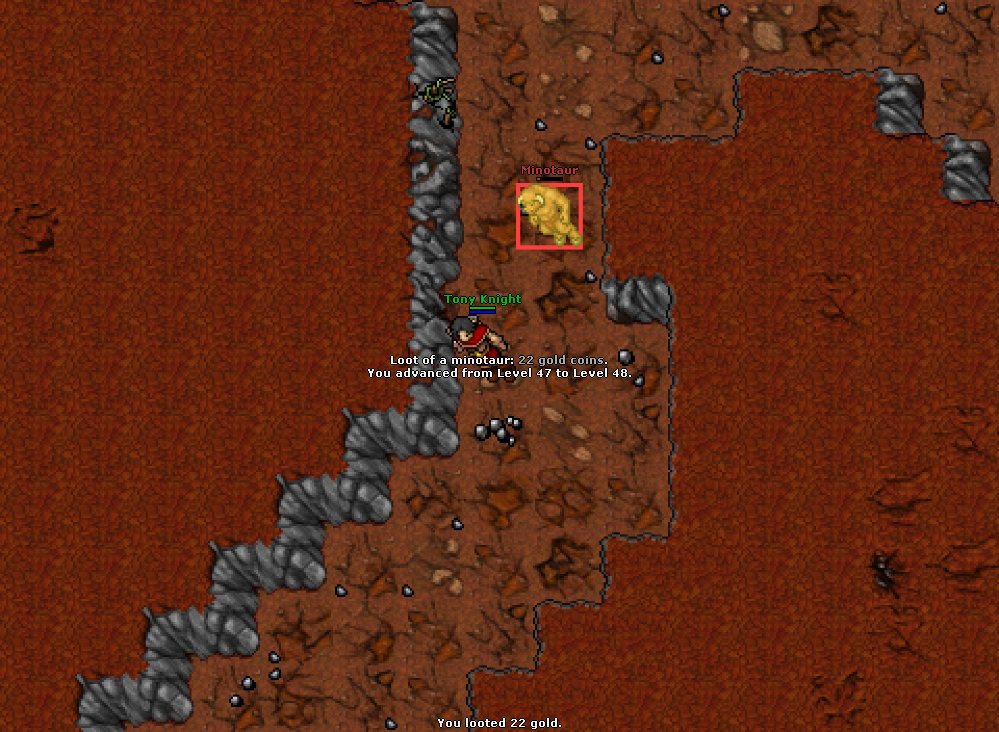 Minotaur
Tony Knight
Loot of a minotaur: 22 gold coins.
You advanced from Level 47 to Level 48.
You looted 22 gold.